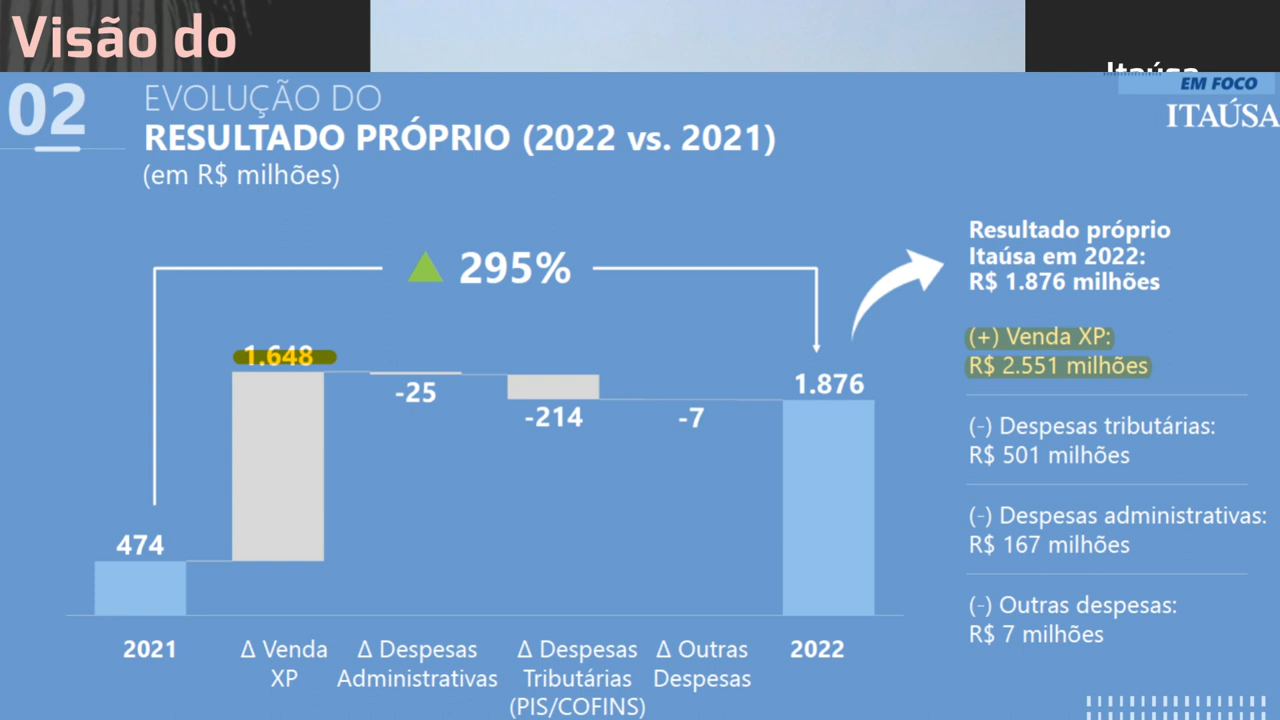 Visão do
Itaúsa
02
EVOLUÇÃO DO
RESULTADO PRÓPRIO (2022 vs. 2021)
(em R$ milhões)
EM FOCO
ITAÚSA
295%
474
1.648
-25
-214
-7
1.876
2021
Δ Venda
XP
Δ Despesas
Administrativas
Δ Despesas
Tributárias
(PIS/COFINS)
Δ Outras
Despesas
2022
Resultado próprio
Itaúsa em 2022:
R$ 1.876 milhões
(+) Venda XP:
R$ 2.551 milhões
(-) Despesas tributárias:
R$ 501 milhões
(-) Despesas administrativas:
R$ 167 milhões
(-) Outras despesas:
R$ 7 milhões